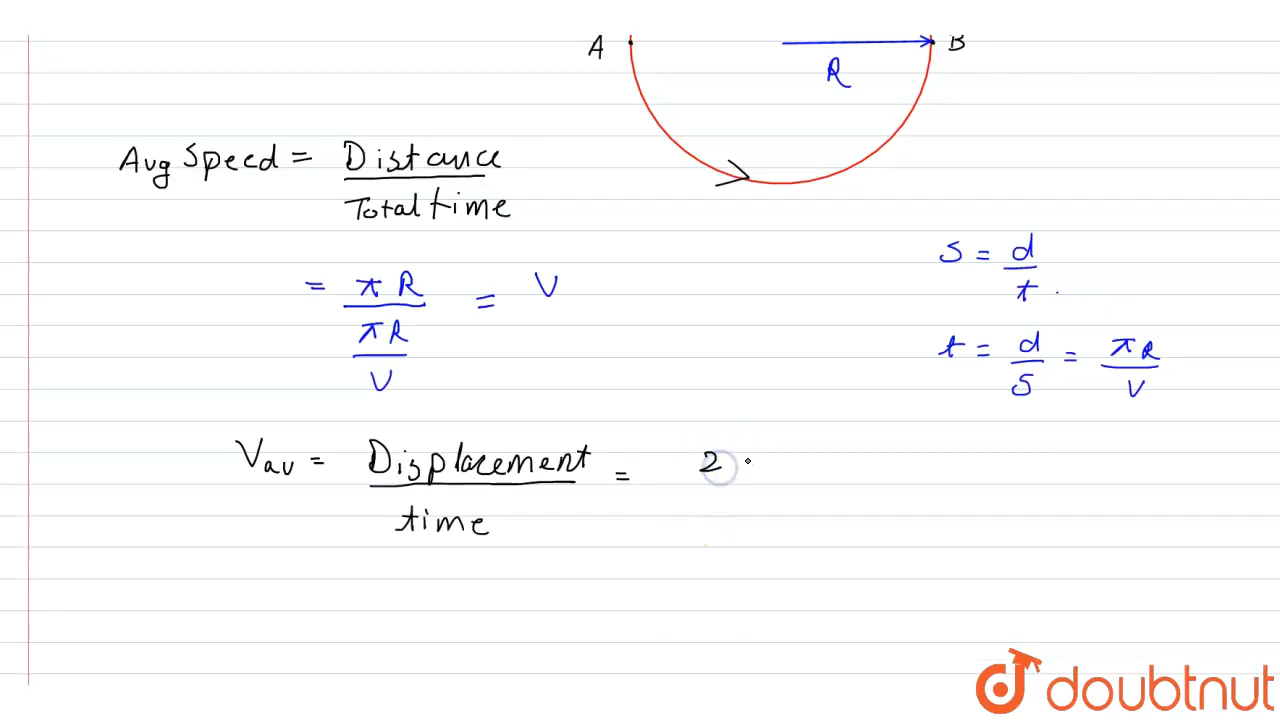 A B
R
Avg Speed = Distance / Total time
S = d / t
= πR / (πR / V) = V
t = d / S = πR / V
Vav = Displacement / time = 2
doubtnut